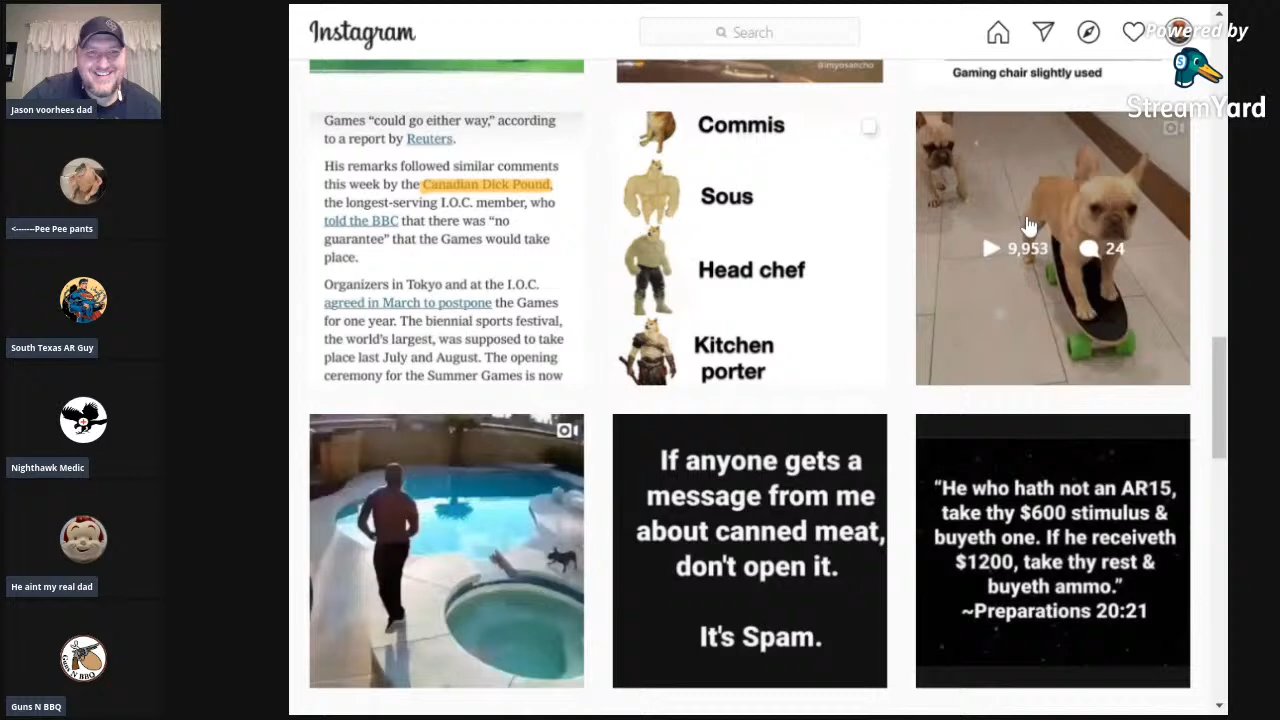 Jason voorhees dad
<------Pee Pee pants
South Texas AR Guy
Nighthawk Medic
He aint my real dad
Guns N BBQ
GUNS N BBQ
Instagram
Search
Powered by
S
StreamYard
@imyosancho
Gaming chair slightly used
Games “could go either way,” according
to a report by Reuters.
His remarks followed similar comments
this week by the Canadian Dick Pound,
the longest-serving I.O.C. member, who
told the BBC that there was “no
guarantee” that the Games would take
place.
Organizers in Tokyo and at the I.O.C.
agreed in March to postpone the Games
for one year. The biennial sports festival,
the world's largest, was supposed to take
place last July and August. The opening
ceremony for the Summer Games is now
Commis
Sous
Head chef
Kitchen
porter
9,953
24
If anyone gets a
message from me
about canned meat,
don't open it.
It's Spam.
“He who hath not an AR15,
take thy $600 stimulus &
buyeth one. If he receiveth
$1200, take thy rest &
buyeth ammo.”
~Preparations 20:21